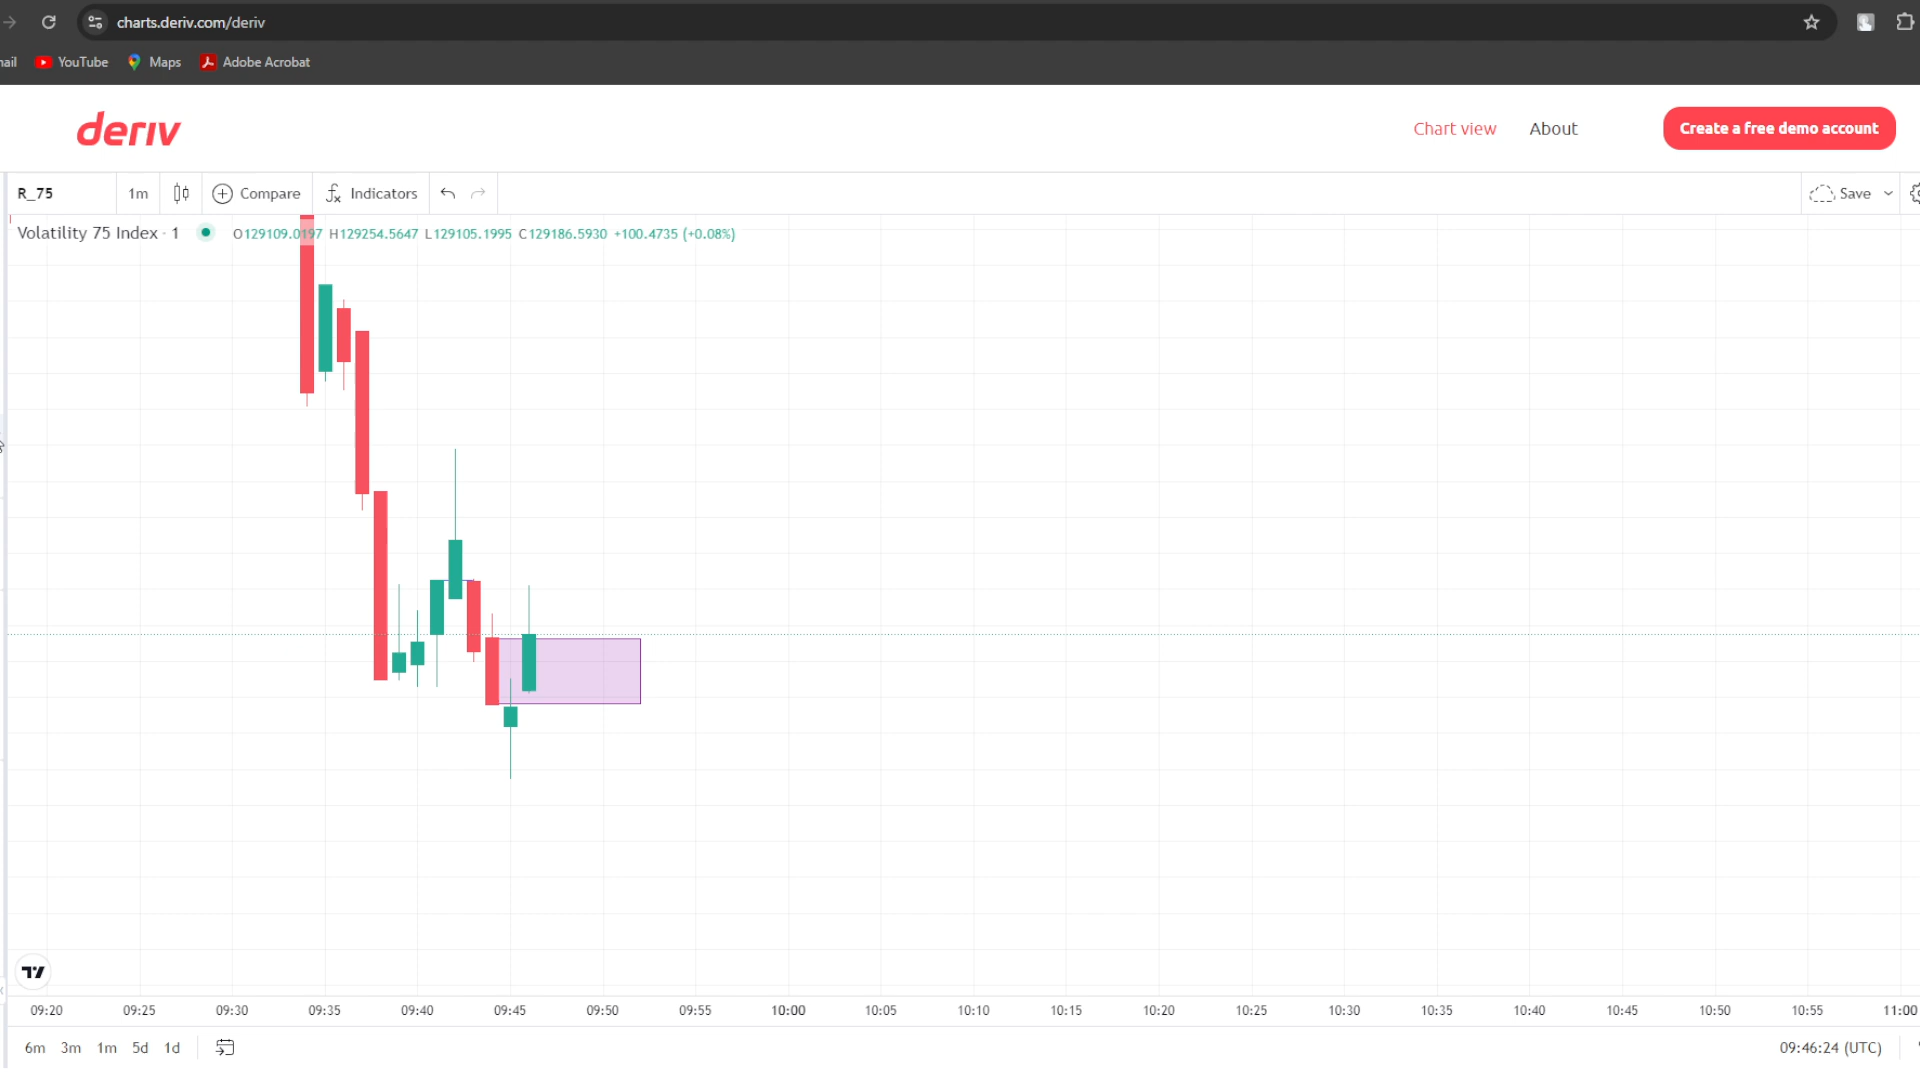 charts.deriv.com/deriv
YouTube Maps Adobe Acrobat
deriv
Chart view About Create a free demo account
R_75 1m Compare Indicators Save
Volatility 75 Index · 1 O129109.0197 H129254.5647 L129105.1995 C129186.5930 +100.4735 (+0.08%)
09:20 09:25 09:30 09:35 09:40 09:45 09:50 09:55 10:00 10:05 10:10 10:15 10:20 10:25 10:30 10:35 10:40 10:45 10:50 10:55 11:00
6m 3m 1m 5d 1d 09:46:24 (UTC)